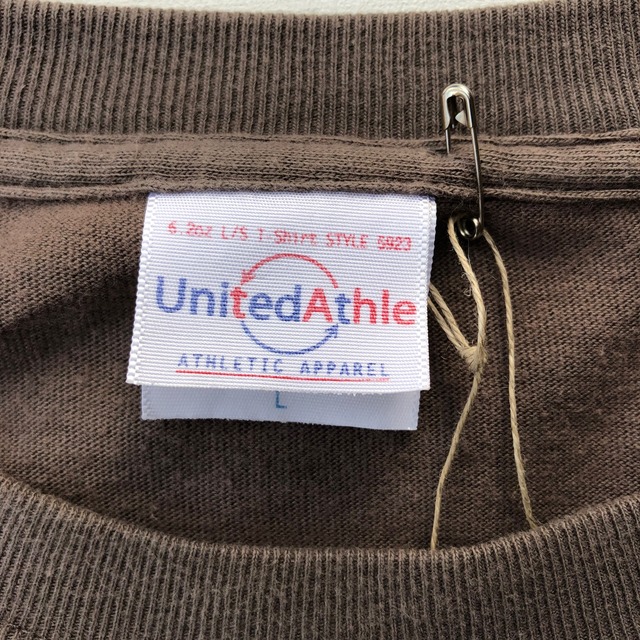 6.2oz L/S T SHIRT STYLE 5923
UnitedAthle
ATHLETIC APPAREL
L